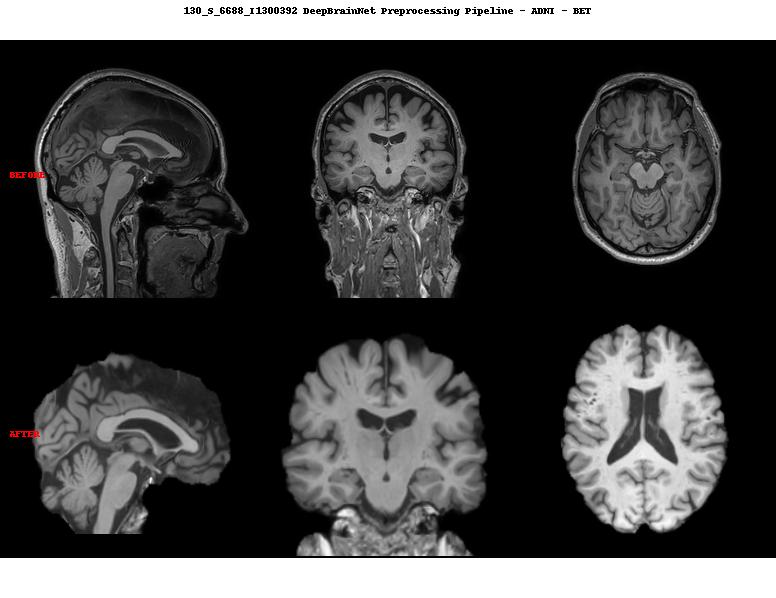 130_S_6688_I1300392 DeepBrainNet Preprocessing Pipeline - ADNI - BET
BEFORE
AFTER